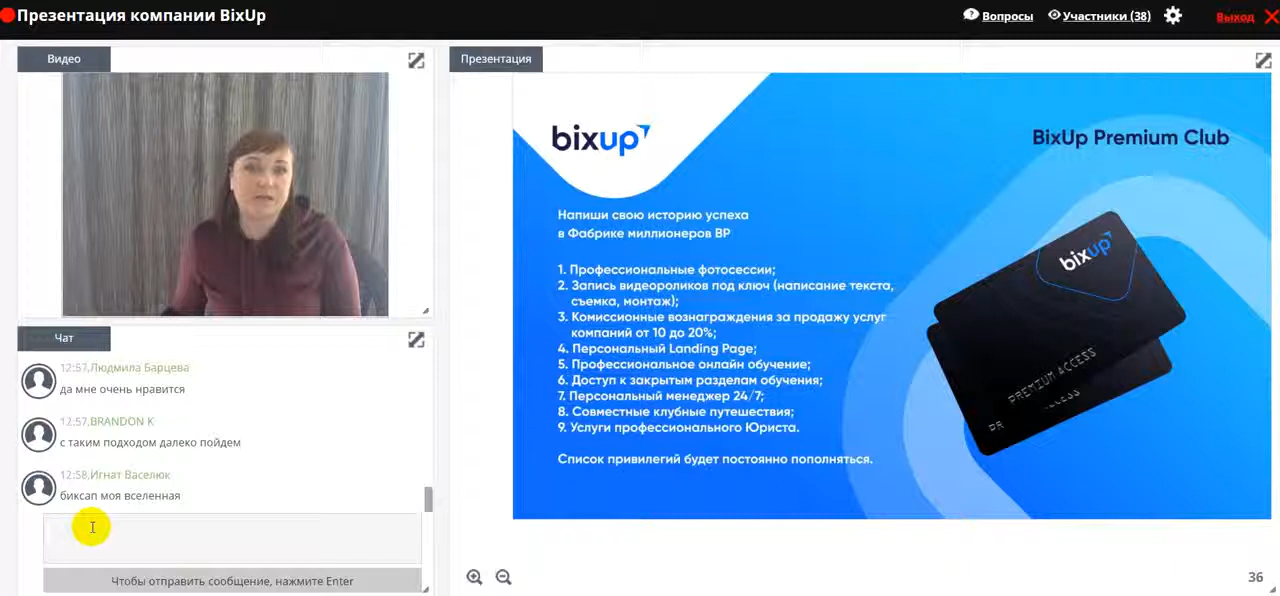 Презентация компании BixUp
Вопросы
Участники (38)
Выход
Видео
Чат
12:57,Людмила Барцева
да мне очень нравится
12:57,BRANDON K
с таким подходом далеко пойдем
12:58,Игнат Васелюк
биксап моя вселенная
Чтобы отправить сообщение, нажмите Enter
Презентация
bixup
BixUp Premium Club
Напиши свою историю успеха
в Фабрике миллионеров BP
1. Профессиональные фотосессии;
2. Запись видеороликов под ключ (написание текста,
съемка, монтаж);
3. Комиссионные вознаграждения за продажу услуг
компаний от 10 до 20%;
4. Персональный Landing Page;
5. Профессиональное онлайн обучение;
6. Доступ к закрытым разделам обучения;
7. Персональный менеджер 24/7;
8. Совместные клубные путешествия;
9. Услуги профессионального Юриста.
Список привилегий будет постоянно пополняться.
bixup
PREMIUM ACCESS
PR
CCESS
36